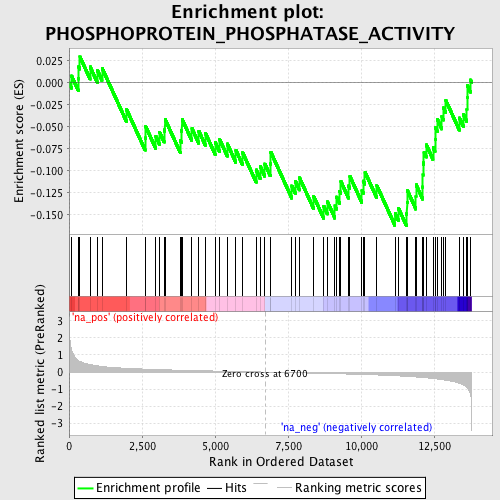 Enrichment plot:
PHOSPHOPROTEIN_PHOSPHATASE_ACTIVITY
Enrichment score (ES)
0.025
0.000
-0.025
-0.050
-0.075
-0.100
-0.125
-0.150
'na_pos' (positively correlated)
Ranked list metric (PreRanked)
3
2
1
0
-1
-2
-3
Zero cross at 6700
'na_neg' (negatively correlated)
0
2,500
5,000
7,500
10,000
12,500
Rank in Ordered Dataset
Enrichment profile
Hits
Ranking metric scores